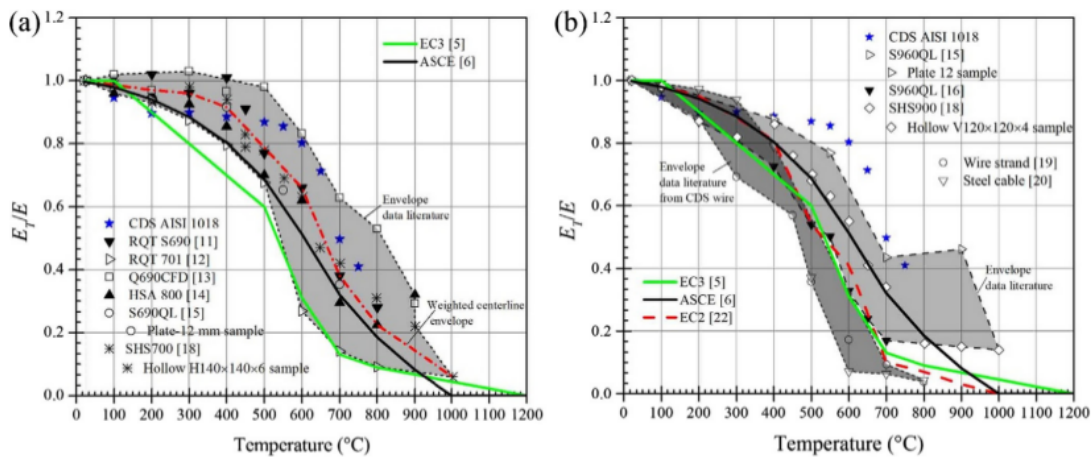 (a)
1.2
1.0
0.8
0.6
0.4
0.2
0.0
E_T/E
0 100 200 300 400 500 600 700 800 900 1000 1100 1200
Temperature (°C)
EC3 [5]
ASCE [6]
Envelope
data literature
Weighted centerline
envelope
CDS AISI 1018
RQT S690 [11]
RQT 701 [12]
Q690CFD [13]
HSA 800 [14]
S690QL [15]
Plate-12 mm sample
SHS700 [18]
Hollow H140×140×6 sample
(b)
1.2
1.0
0.8
0.6
0.4
0.2
0.0
E_T/E
0 100 200 300 400 500 600 700 800 900 1000 1100 1200
Temperature (°C)
CDS AISI 1018
S960QL [15]
Plate 12 sample
S960QL [16]
SHS900 [18]
Hollow V120×120×4 sample
Wire strand [19]
Steel cable [20]
Envelope
data literature
from CDS wire
Envelope
data literature
EC3 [5]
ASCE [6]
EC2 [22]